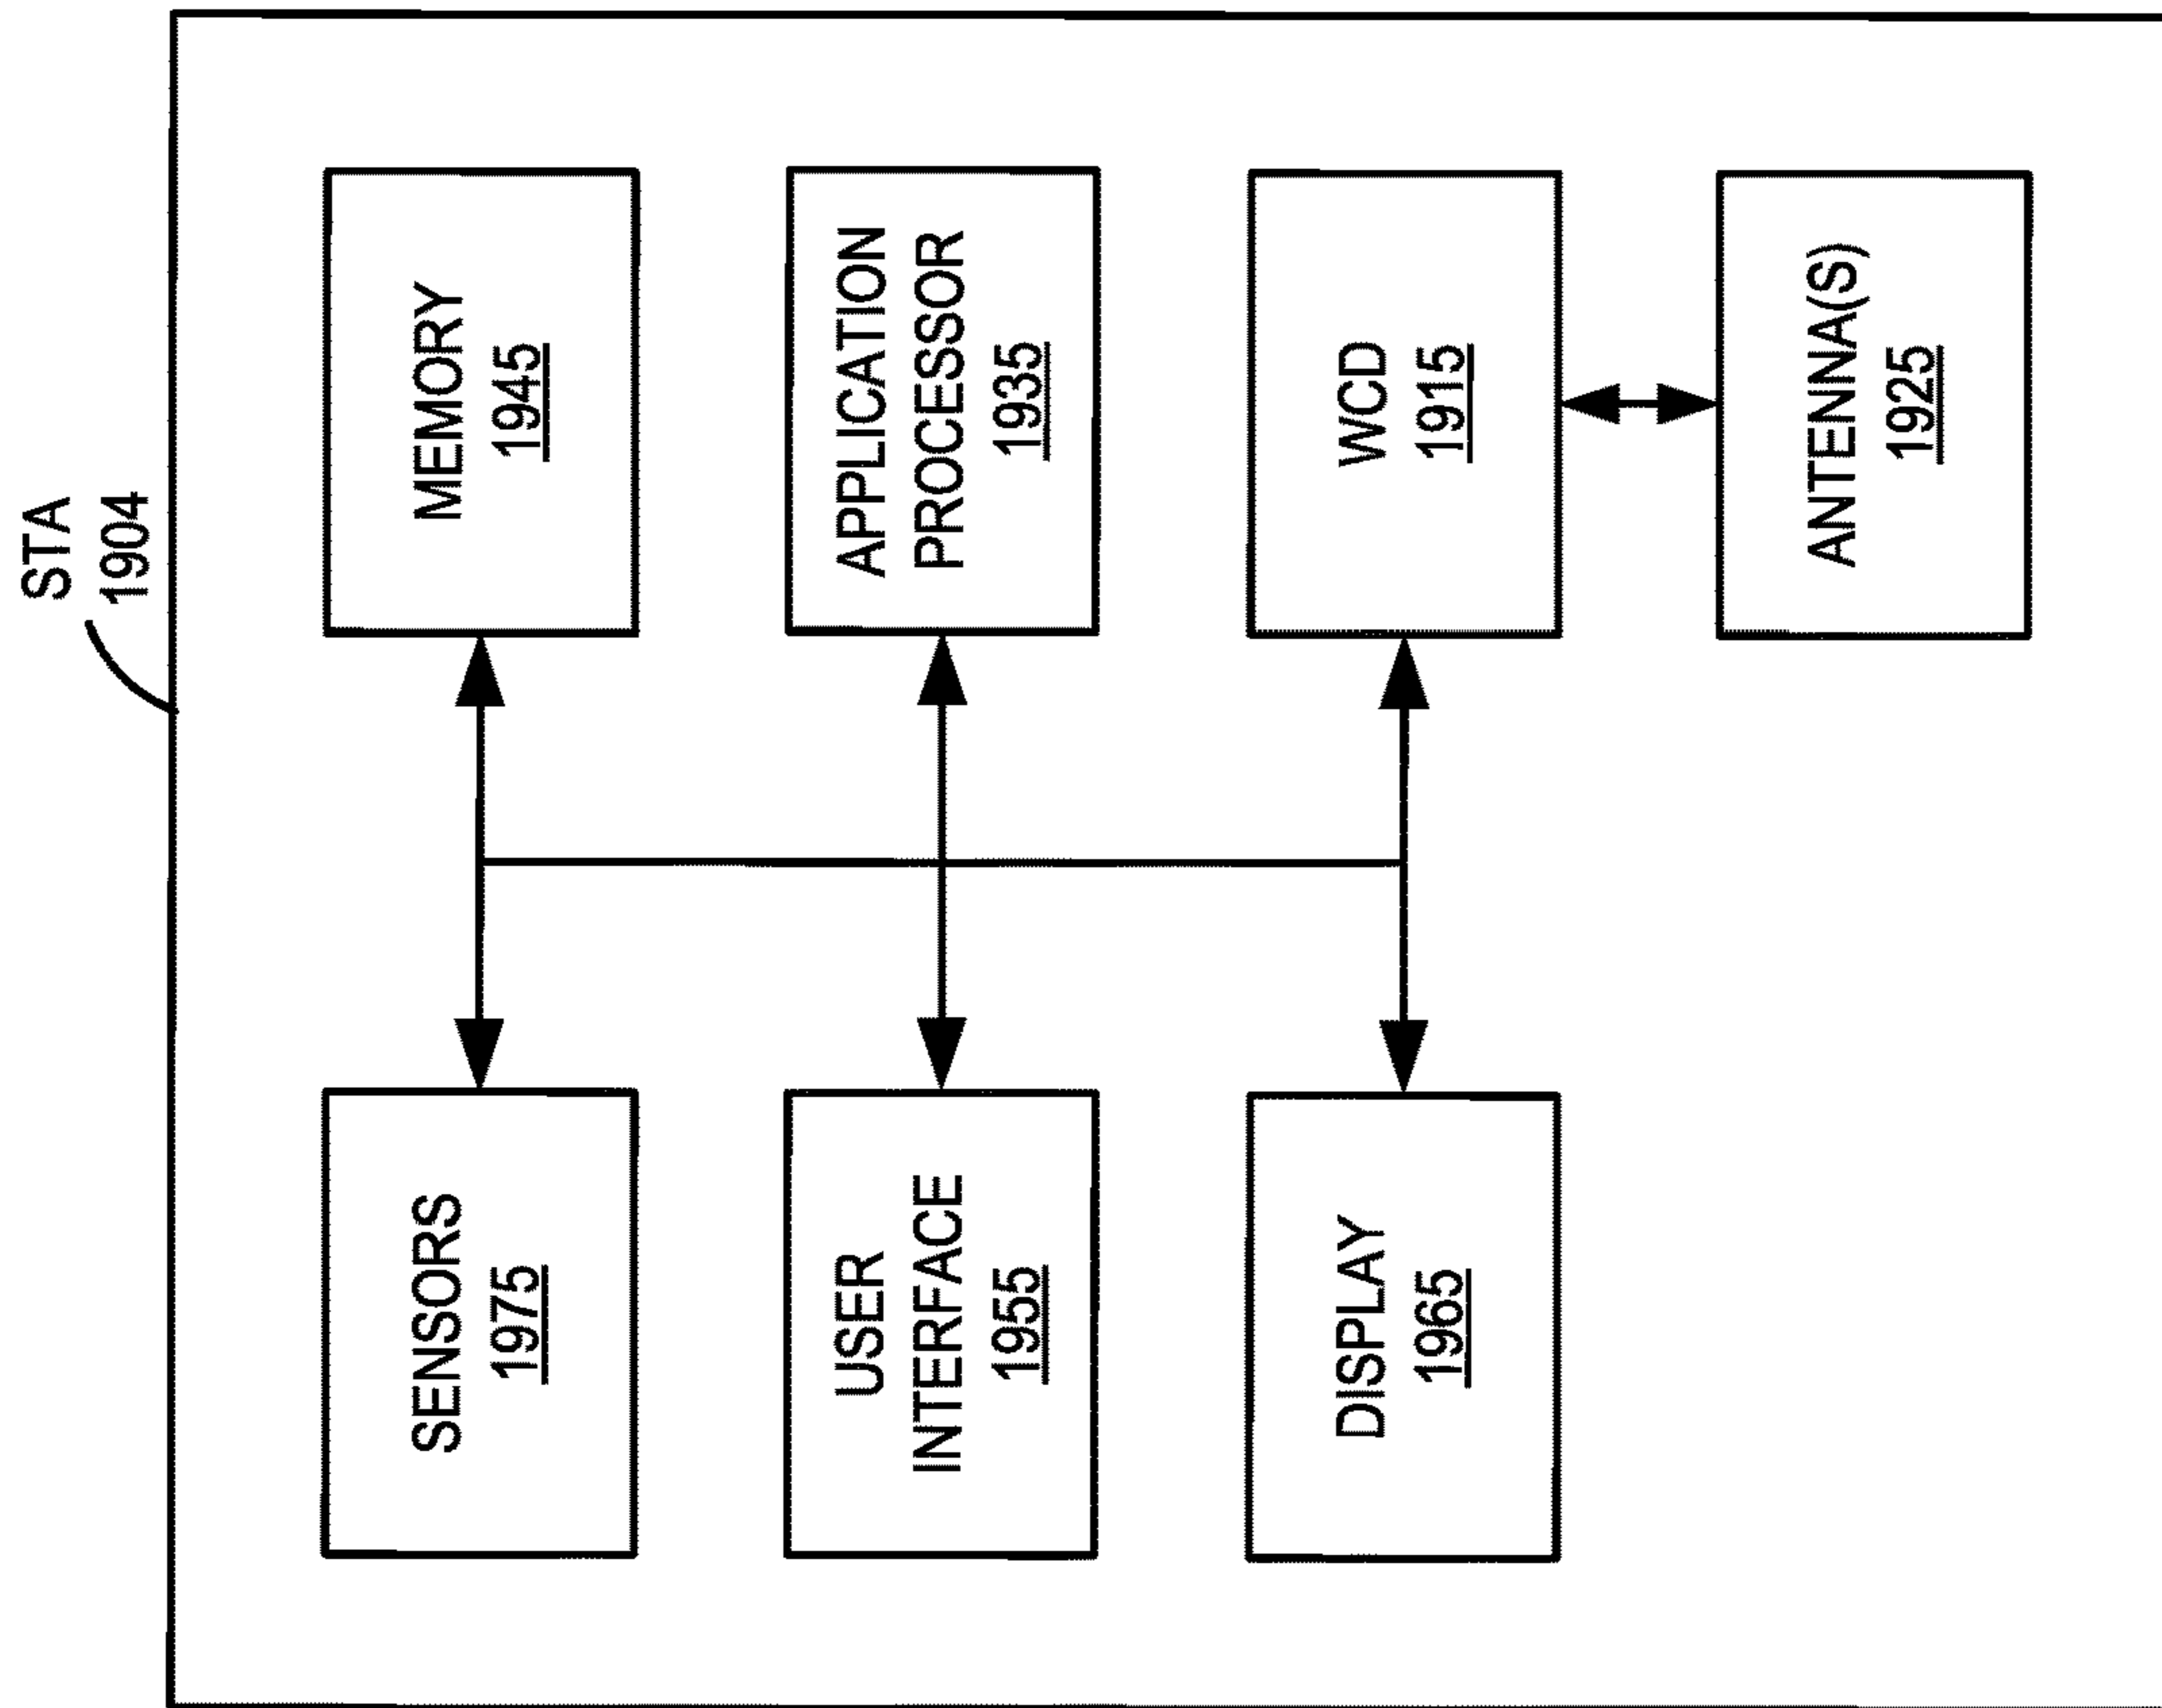 STA
1904
SENSORS
1975
MEMORY
1945
USER
INTERFACE
1955
APPLICATION
PROCESSOR
1935
DISPLAY
1965
WCD
1915
ANTENNA(S)
1925